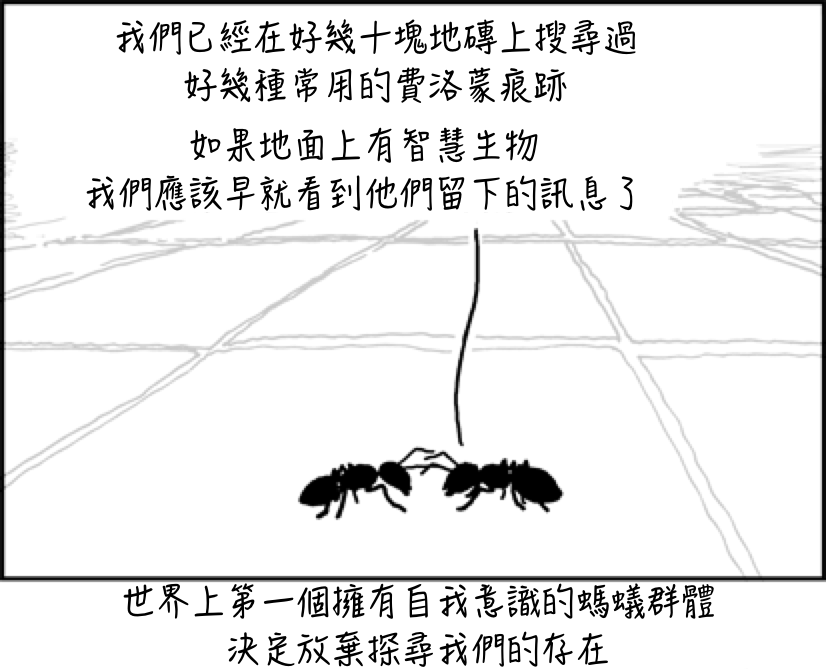 我們已經在好幾十塊地磚上搜尋過
好幾種常用的費洛蒙痕跡
如果地面上有智慧生物
我們應該早就看到他們留下的訊息了
世界上第一個擁有自我意識的螞蟻群體
決定放棄探尋我們的存在